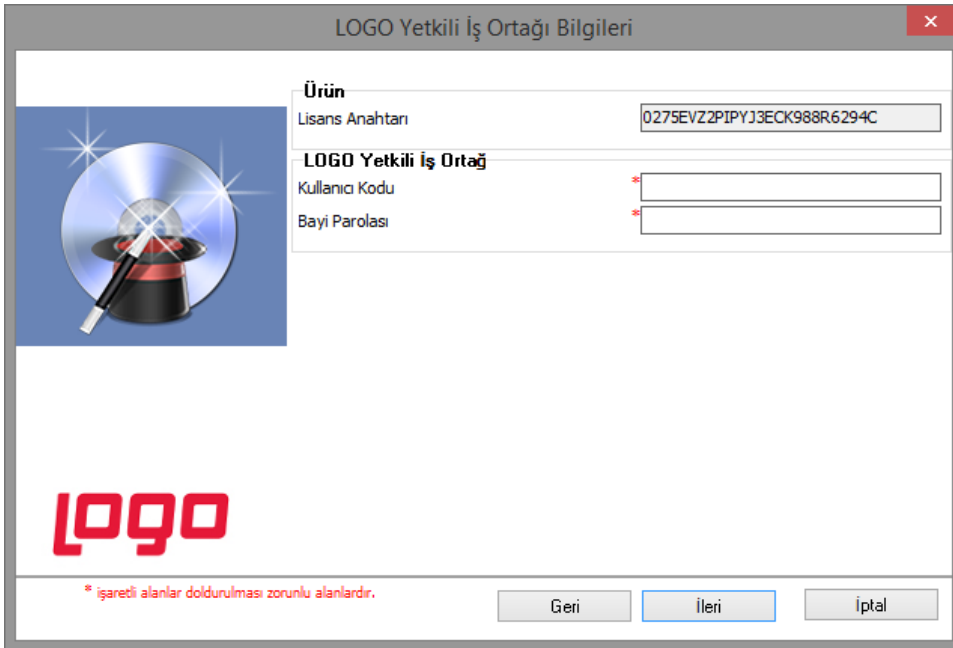 LOGO Yetkili İş Ortağı Bilgileri
Ürün
Lisans Anahtarı 0275EVZ2PIPYJ3ECK988R6294C
LOGO Yetkili İş Ortağ
Kullanıcı Kodu *
Bayi Parolası *
LOGO
* işaretli alanlar doldurulması zorunlu alanlardır.
Geri İleri İptal